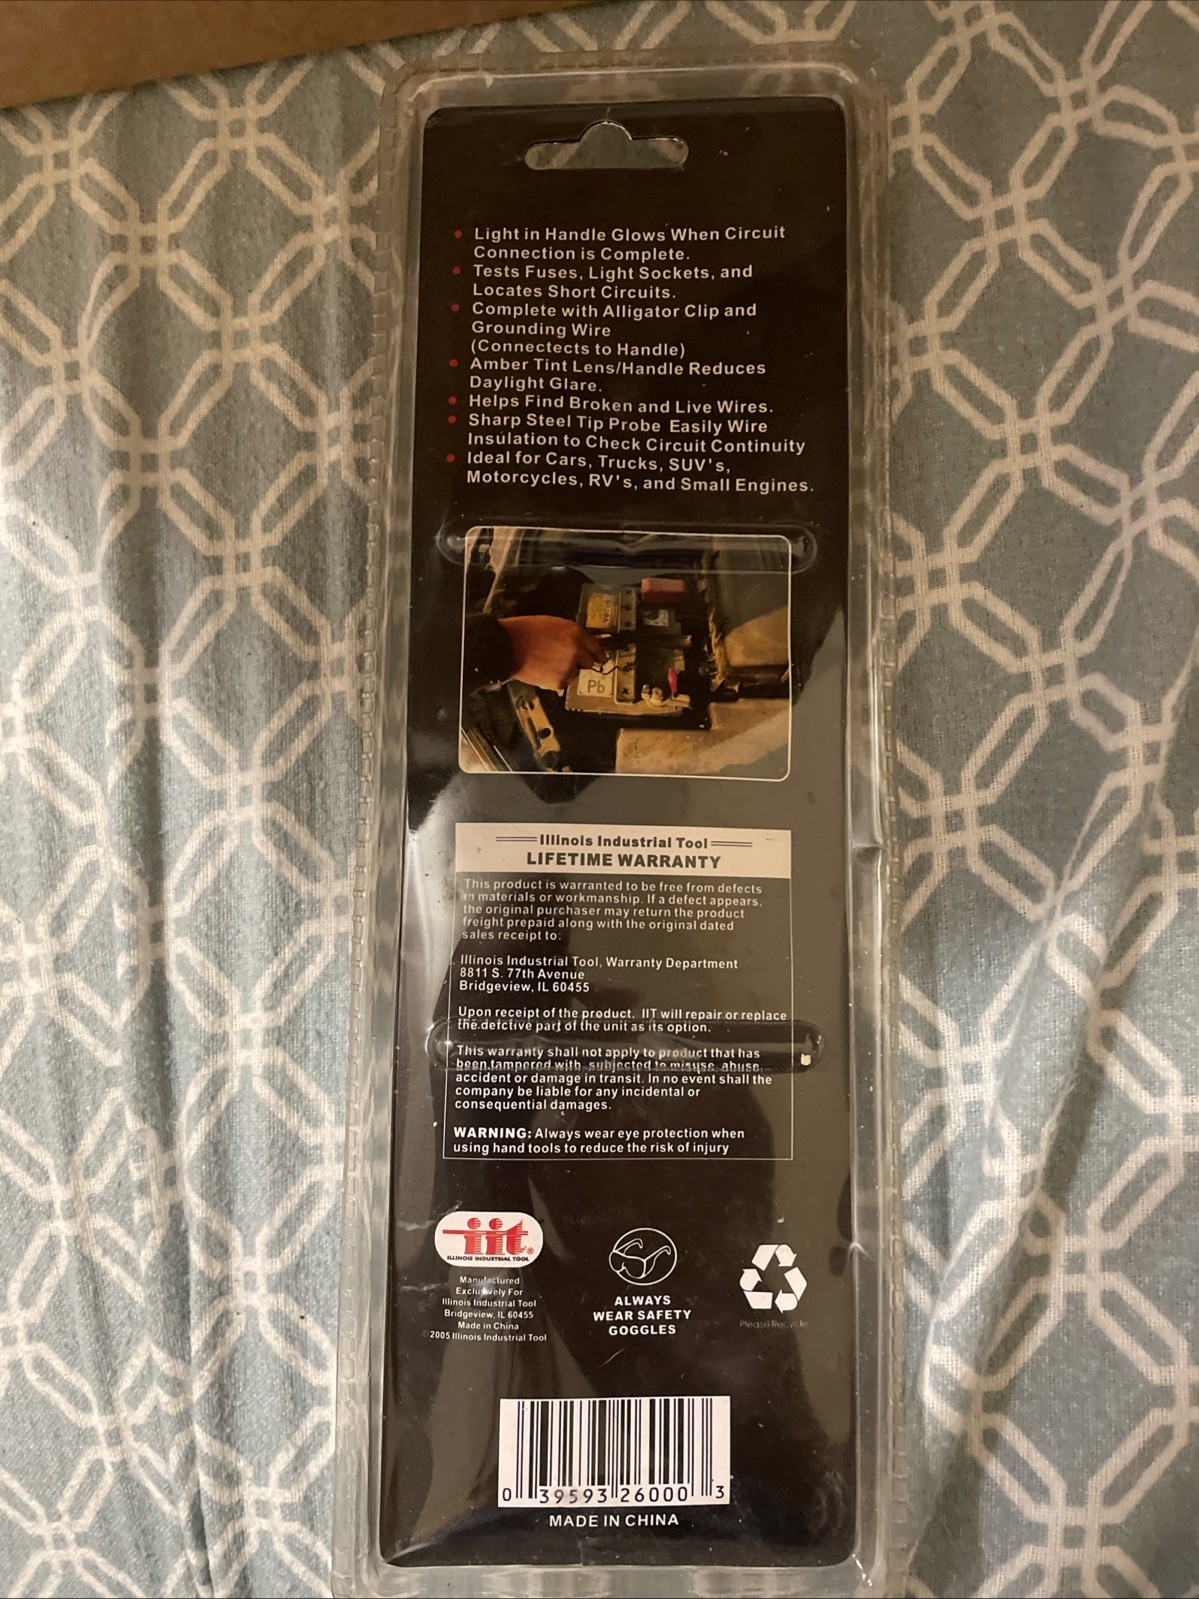 Light in Handle Glows When Circuit
Connection is Complete.
Tests Fuses, Light Sockets, and
Locates Short Circuits.
Complete with Alligator Clip and
Grounding Wire
(Connectects to Handle)
Amber Tint Lens/Handle Reduces
Daylight Glare.
Helps Find Broken and Live Wires.
Sharp Steel Tip Probe Easily Wire
Insulation to Check Circuit Continuity
Ideal for Cars, Trucks, SUV's,
Motorcycles, RV's, and Small Engines.
Pb
Illinois Industrial Tool
LIFETIME WARRANTY
This product is warranted to be free from defects
in materials or workmanship. If a defect appears,
the original purchaser may return the product
freight prepaid along with the original dated
sales receipt to:
Illinois Industrial Tool, Warranty Department
8811 S. 77th Avenue
Bridgeview, IL 60455
Upon receipt of the product. IIT will repair or replace
the defctive part of the unit as its option.
This warranty shall not apply to product that has
been tampered with, subjected to misuse, abuse,
accident or damage in transit. In no event shall the
company be liable for any incidental or
consequential damages.
WARNING: Always wear eye protection when
using hand tools to reduce the risk of injury
iit®
ILLINOIS INDUSTRIAL TOOL
Manufactured
Exclusively For
Illinois Industrial Tool
Bridgeview, IL 60455
Made in China
2005 Illinois Industrial Tool
ALWAYS
WEAR SAFETY
GOGGLES
Please Recycle
0 39593 26000 3
MADE IN CHINA